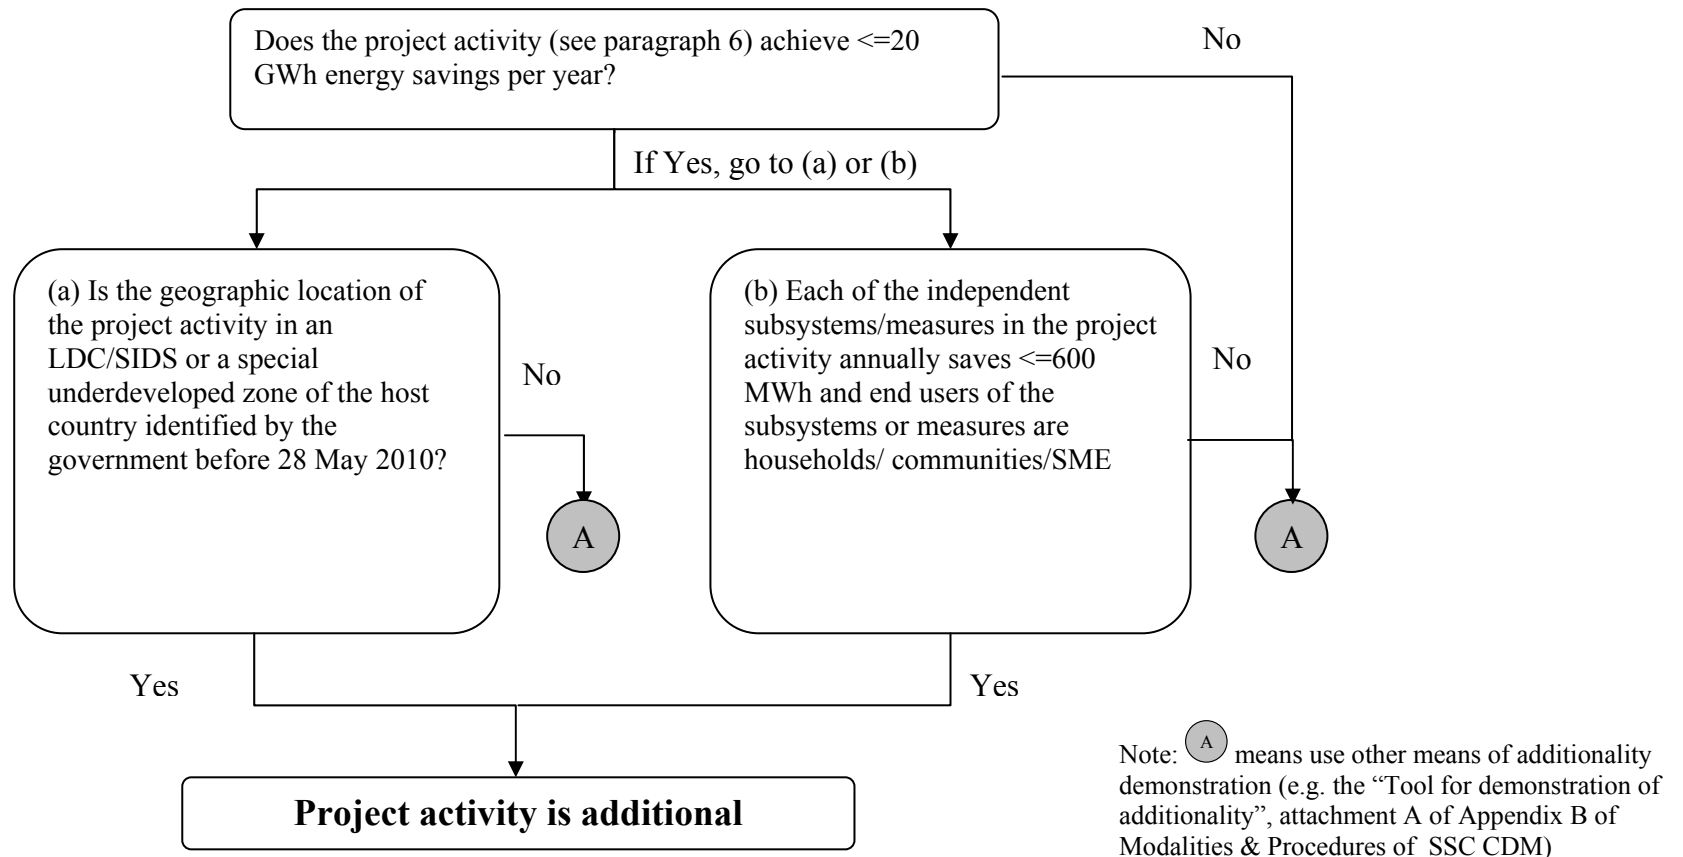 Does the project activity (see paragraph 6) achieve <=20
GWh energy savings per year?
No
If Yes, go to (a) or (b)
(a) Is the geographic location of
the project activity in an
LDC/SIDS or a special
underdeveloped zone of the host
country identified by the
government before 28 May 2010?
No
A
(b) Each of the independent
subsystems/measures in the project
activity annually saves <=600
MWh and end users of the
subsystems or measures are
households/ communities/SME
No
A
Yes
Yes
Project activity is additional
Note: A means use other means of additionality
demonstration (e.g. the “Tool for demonstration of
additionality”, attachment A of Appendix B of
Modalities & Procedures of SSC CDM)